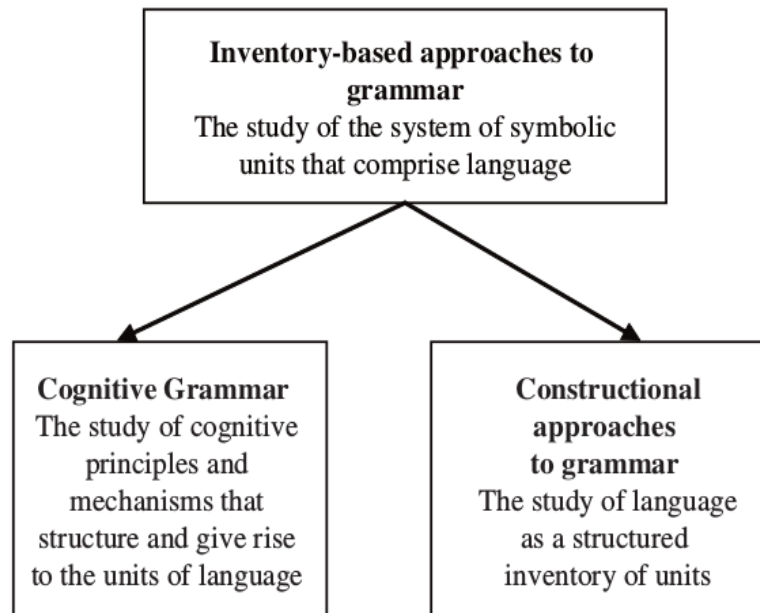 Inventory-based approaches to
grammar
The study of the system of symbolic
units that comprise language
Cognitive Grammar
The study of cognitive
principles and
mechanisms that
structure and give rise
to the units of language
Constructional
approaches
to grammar
The study of language
as a structured
inventory of units